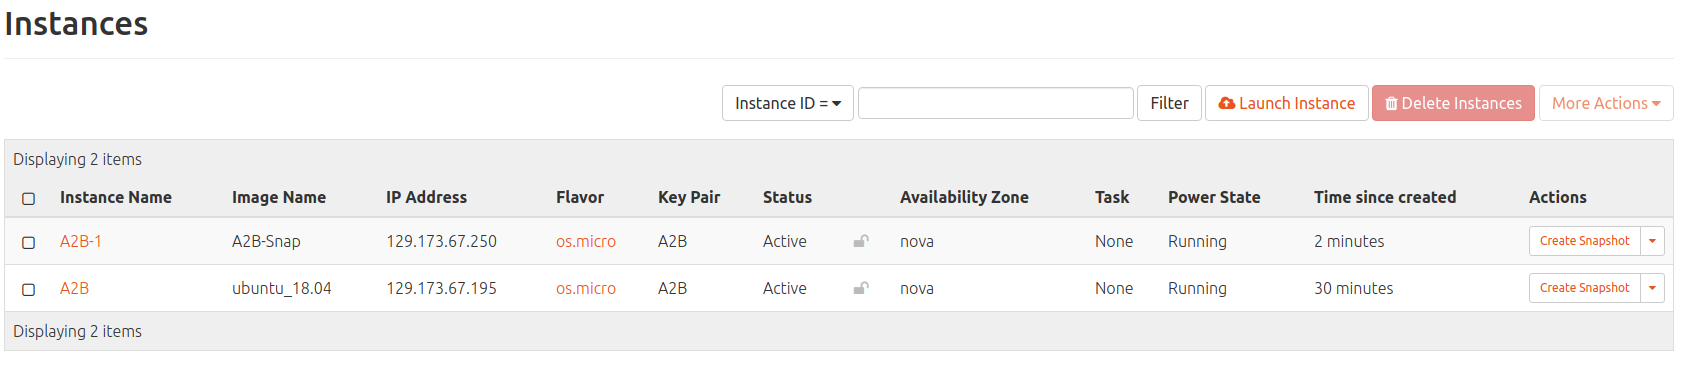 Instances
Instance ID = Filter Launch Instance Delete Instances More Actions
Displaying 2 items
Instance Name Image Name IP Address Flavor Key Pair Status Availability Zone Task Power State Time since created Actions
A2B-1 A2B-Snap 129.173.67.250 os.micro A2B Active nova None Running 2 minutes Create Snapshot
A2B ubuntu_18.04 129.173.67.195 os.micro A2B Active nova None Running 30 minutes Create Snapshot
Displaying 2 items